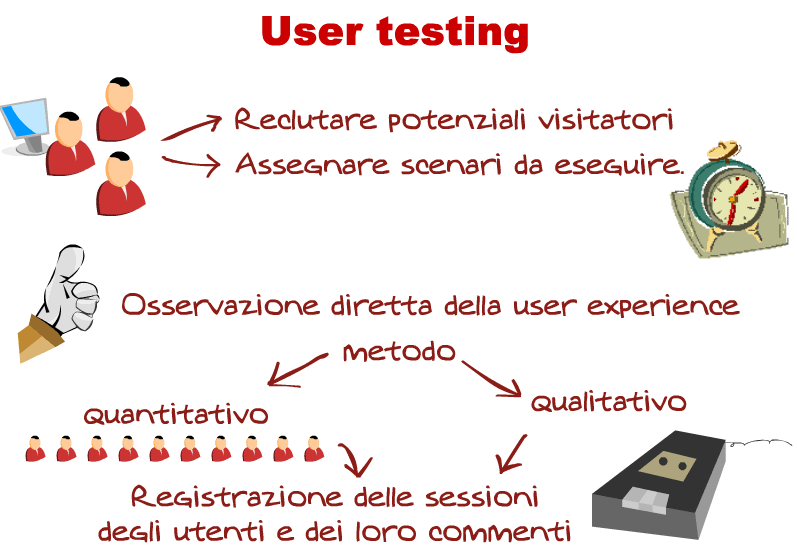 User testing
Reclutare potenziali visitatori
Assegnare scenari da eseguire.
Osservazione diretta della user experience
metodo
quantitativo
qualitativo
Registrazione delle sessioni
degli utenti e dei loro commenti